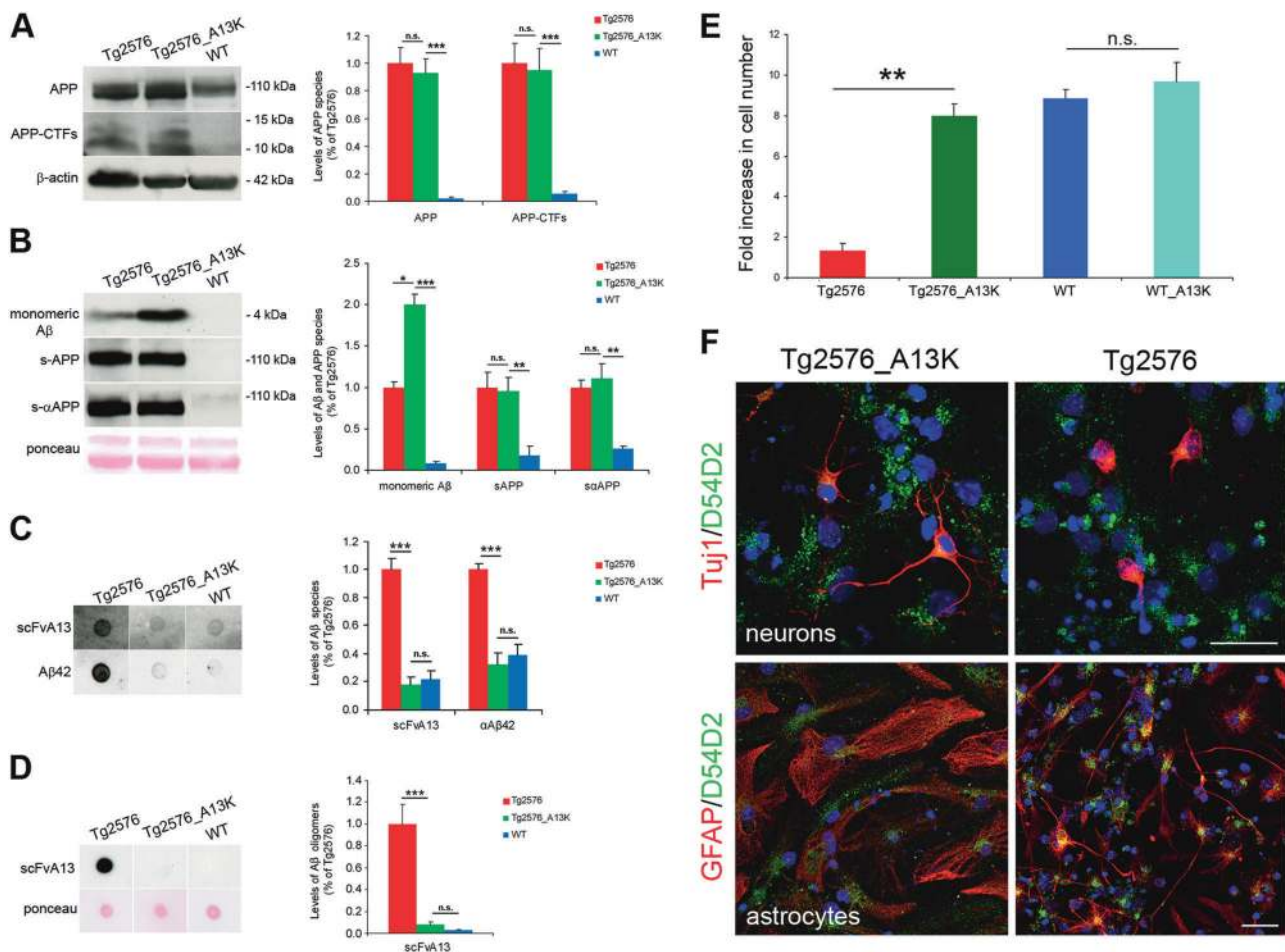 A
Tg2576
Tg2576_A13K
WT
APP
-110 kDa
APP-CTFs
- 15 kDa
- 10 kDa
β-actin
- 42 kDa
Levels of APP species
(% of Tg2576)
1.2
1.0
0.8
0.6
0.4
0.2
0.0
n.s.
***
n.s.
***
Tg2576
Tg2576_A13K
WT
APP
APP-CTFs
B
Tg2576
Tg2576_A13K
WT
monomeric
Aβ
- 4 kDa
s-APP
-110 kDa
s-αAPP
-110 kDa
ponceau
Levels of Aβ and APP species
(% of Tg2576)
2.5
2.0
1.5
1.0
0.5
0.0
*
***
n.s.
**
n.s.
**
Tg2576
Tg2576_A13K
WT
monomeric Aβ
sAPP
sαAPP
C
Tg2576
Tg2576_A13K
WT
scFvA13
Aβ42
Levels of Aβ species
(% of Tg2576)
1.2
1.0
0.8
0.6
0.4
0.2
0.0
***
n.s.
***
n.s.
Tg2576
Tg2576_A13K
WT
scFvA13
αAβ42
D
Tg2576
Tg2576_A13K
WT
scFvA13
ponceau
Levels of Aβ oligomers
(% of Tg2576)
1.4
1.2
1.0
0.8
0.6
0.4
0.2
0.0
***
n.s.
Tg2576
Tg2576_A13K
WT
scFvA13
E
Fold increase in cell number
12
10
8
6
4
2
0
**
n.s.
Tg2576
Tg2576_A13K
WT
WT_A13K
F
Tg2576_A13K
Tg2576
Tuj1/D54D2
neurons
GFAP/D54D2
astrocytes